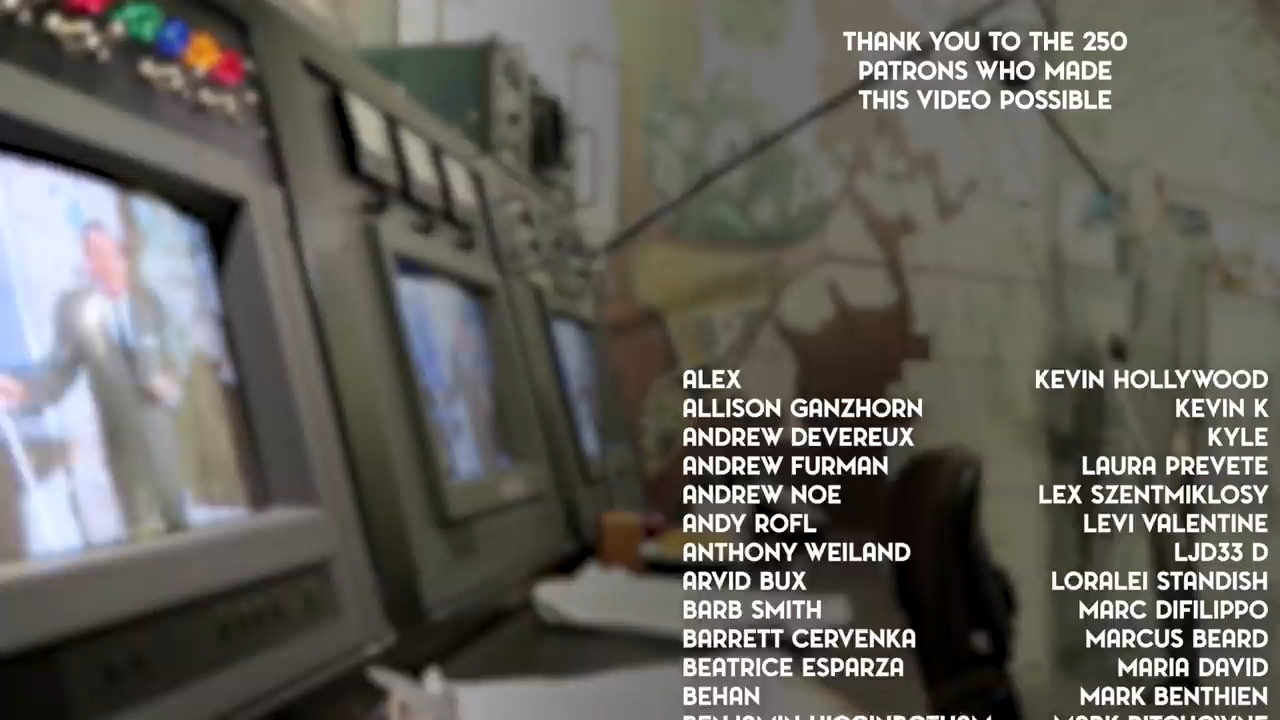 THANK YOU TO THE 250
PATRONS WHO MADE
THIS VIDEO POSSIBLE
ALEX
ALLISON GANZHORN
ANDREW DEVEREUX
ANDREW FURMAN
ANDREW NOE
ANDY ROFL
ANTHONY WEILAND
ARVID BUX
BARB SMITH
BARRETT CERVENKA
BEATRICE ESPARZA
BEHAN
KEVIN HOLLYWOOD
KEVIN K
KYLE
LAURA PREVETE
LEX SZENTMIKLOSY
LEVI VALENTINE
LJD33 D
LORALEI STANDISH
MARC DIFILIPPO
MARCUS BEARD
MARIA DAVID
MARK BENTHIEN